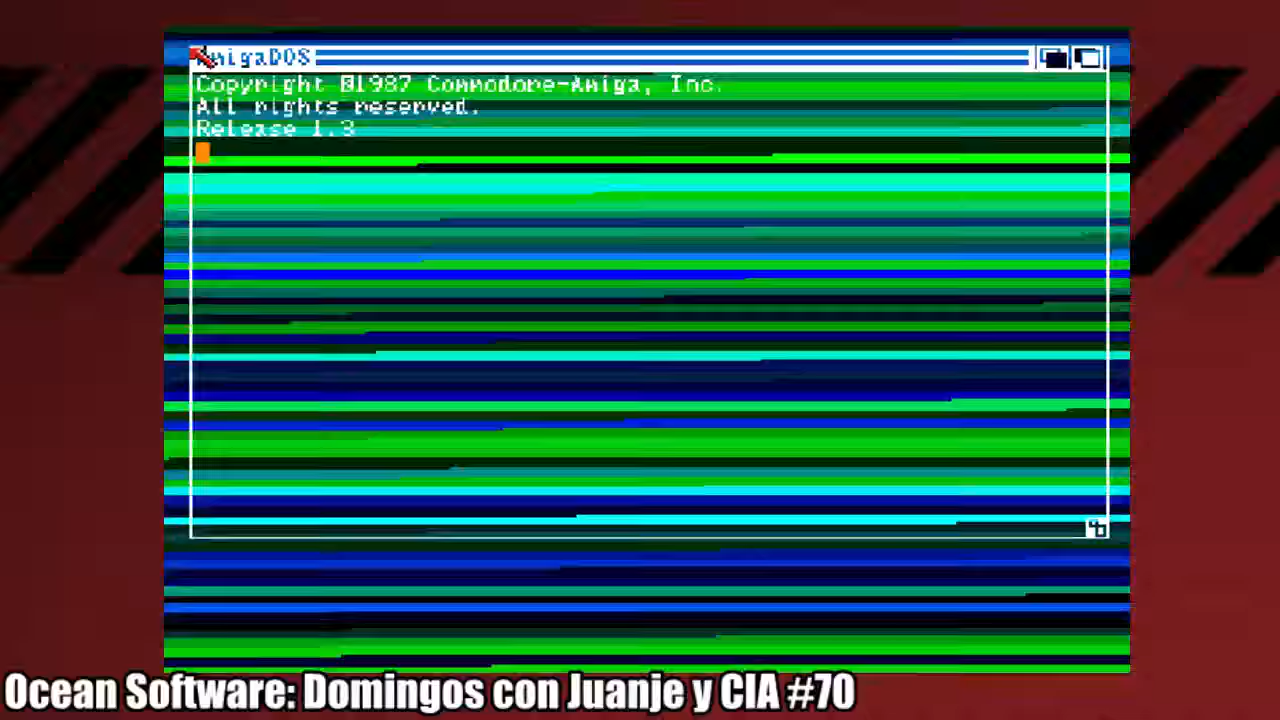 AmigaDOS
Copyright ©1987 Commodore-Amiga, Inc.
All rights reserved.
Release 1.3
Ocean Software: Domingos con Juanje y CIA #70